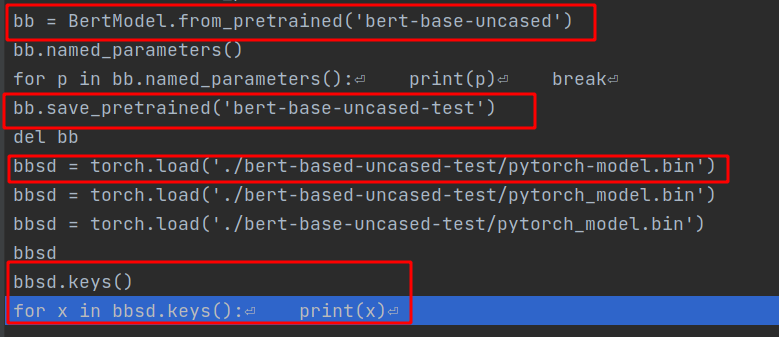 bb = BertModel.from_pretrained('bert-base-uncased')
bb.named_parameters()
for p in bb.named_parameters():⏎    print(p)⏎    break⏎
bb.save_pretrained('bert-base-uncased-test')
del bb
bbsd = torch.load('./bert-based-uncased-test/pytorch-model.bin')
bbsd = torch.load('./bert-based-uncased-test/pytorch_model.bin')
bbsd = torch.load('./bert-base-uncased-test/pytorch_model.bin')
bbsd
bbsd.keys()
for x in bbsd.keys():⏎    print(x)⏎